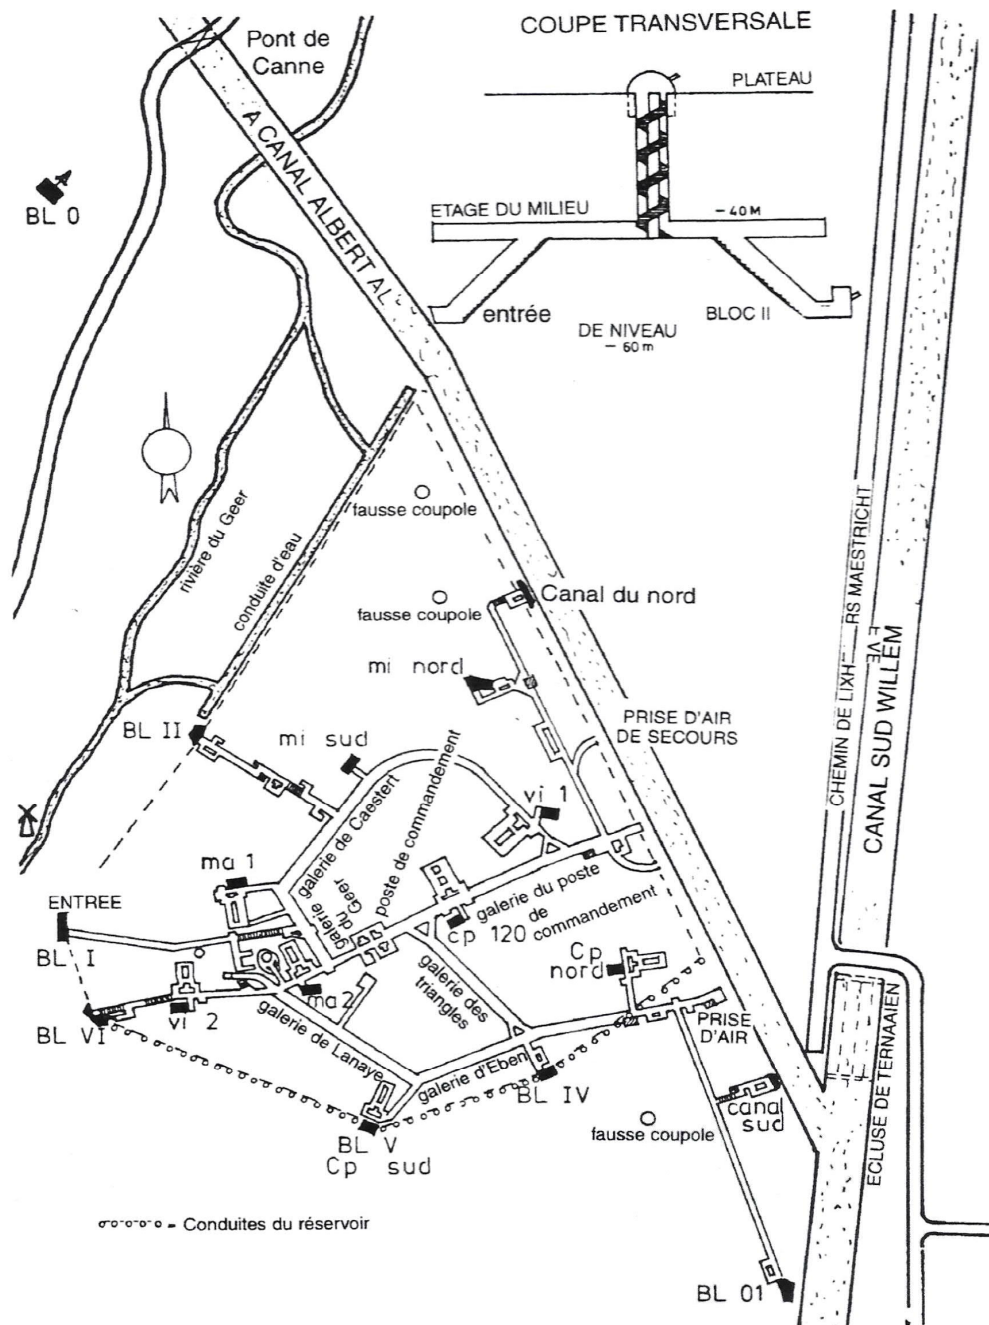 COUPE TRANSVERSALE
Pont de
Canne
PLATEAU
A CANAL ALBERT AL
BL 0
ETAGE DU MILIEU
- 40 M
entrée
BLOC II
DE NIVEAU
- 60 m
fausse coupole
rivière du Geer
conduite d'eau
CHEMIN DE LIXH
RS MAESTRICHT
fausse coupole
Canal du nord
CANAL SUD WILLEM
mi nord
PRISE D'AIR
DE SECOURS
BL II
mi sud
vi 1
galerie de Caestert
poste de commandement
ma 1
galerie
du Geer
ENTREE
BL I
cp 120
galerie du poste
de
commandement
Cp
nord
galerie des
triangles
ma 2
vi 2
BL VI
galerie de Lanaye
PRISE
D'AIR
galerie d'Eben
BL IV
canal
sud
ECLUSE DE TERNAAIEN
fausse coupole
BL V
Cp sud
- Conduites du réservoir
BL 01